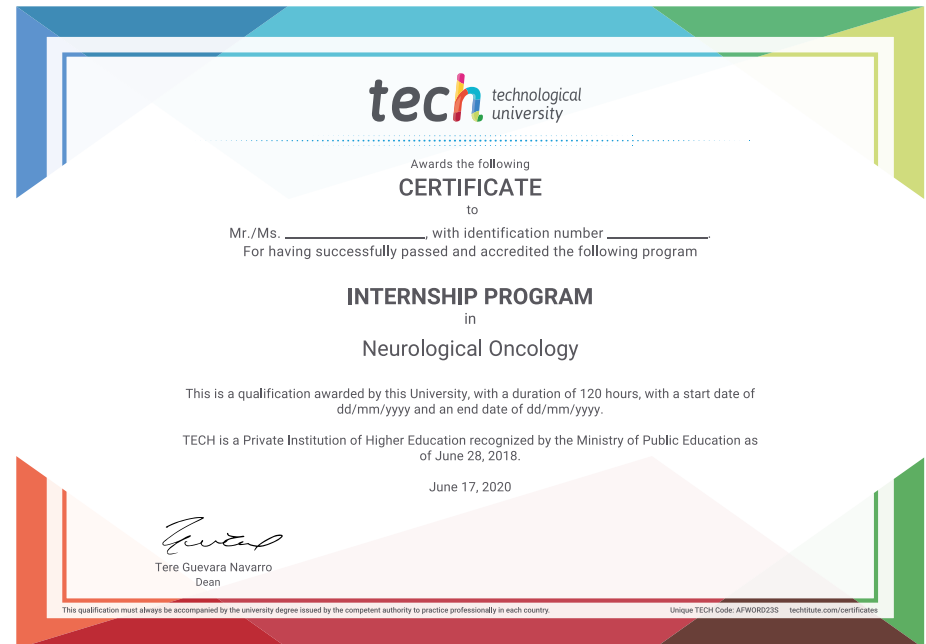 tech technological
university
Awards the following
CERTIFICATE
to
Mr./Ms. ____________________, with identification number ______________.
For having successfully passed and accredited the following program
INTERNSHIP PROGRAM
in
Neurological Oncology
This is a qualification awarded by this University, with a duration of 120 hours, with a start date of
dd/mm/yyyy and an end date of dd/mm/yyyy.
TECH is a Private Institution of Higher Education recognized by the Ministry of Public Education as
of June 28, 2018.
June 17, 2020
Tere Guevara Navarro
Dean
This qualification must always be accompanied by the university degree issued by the competent authority to practice professionally in each country. Unique TECH Code: AFWORD23S techtitute.com/certificates